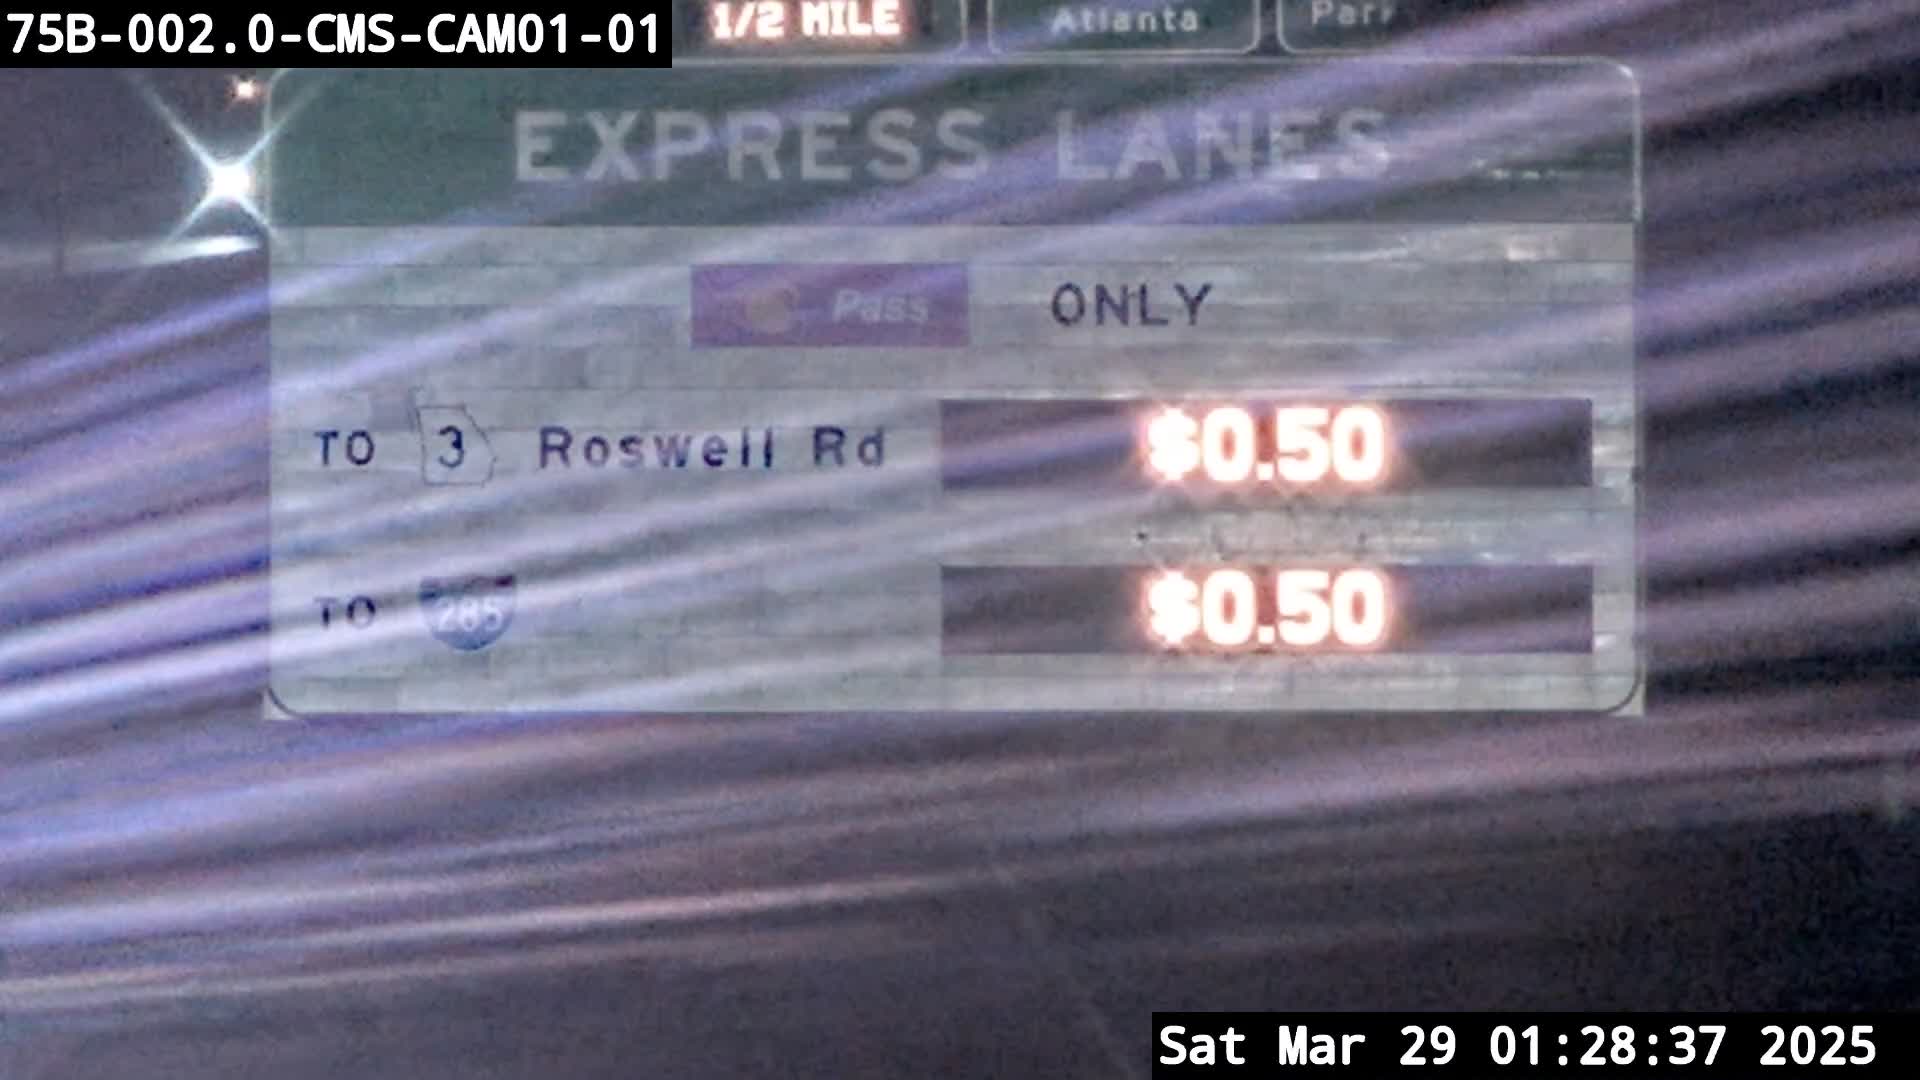 75B-002.0-CMS-CAM01-01
1/2 MILE
Atlanta
EXPRESS LANES
Pass ONLY
TO 3 Roswell Rd $0.50
TO 285 $0.50
Sat Mar 29 01:28:37 2025